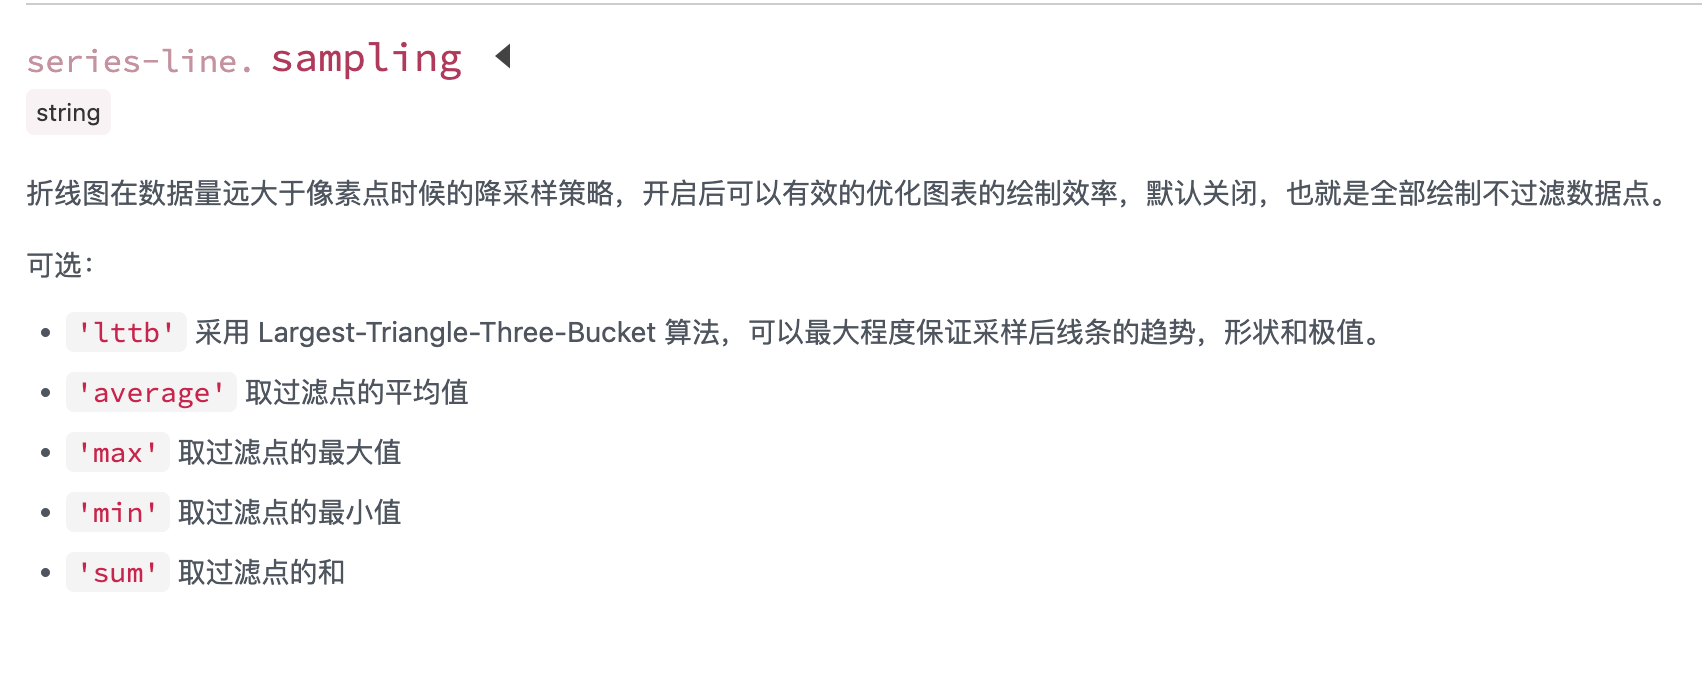 series-line. sampling
string
折线图在数据量远大于像素点时候的降采样策略，开启后可以有效的优化图表的绘制效率，默认关闭，也就是全部绘制不过滤数据点。
可选：
'lttb' 采用 Largest-Triangle-Three-Bucket 算法，可以最大程度保证采样后线条的趋势，形状和极值。
'average' 取过滤点的平均值
'max' 取过滤点的最大值
'min' 取过滤点的最小值
'sum' 取过滤点的和